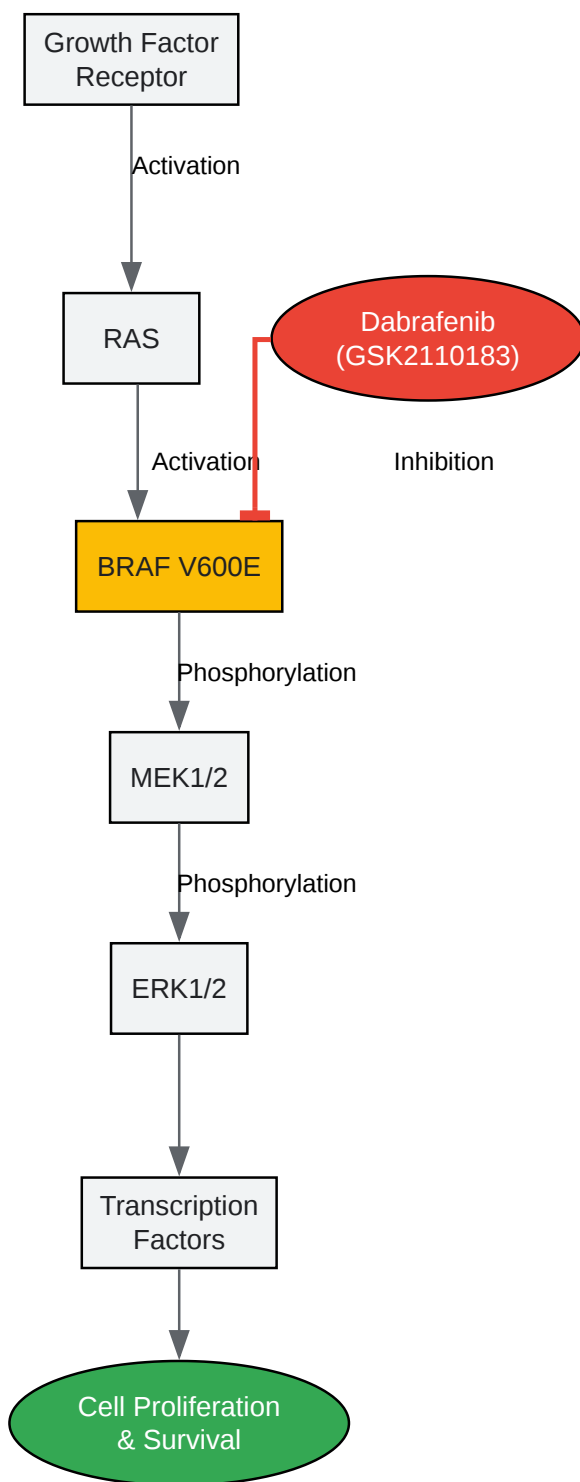 Growth Factor
Receptor
Activation
RAS
Dabrafenib
(GSK2110183)
Activation
Inhibition
BRAF V600E
Phosphorylation
MEK1/2
Phosphorylation
ERK1/2
Transcription
Factors
Cell Proliferation
& Survival